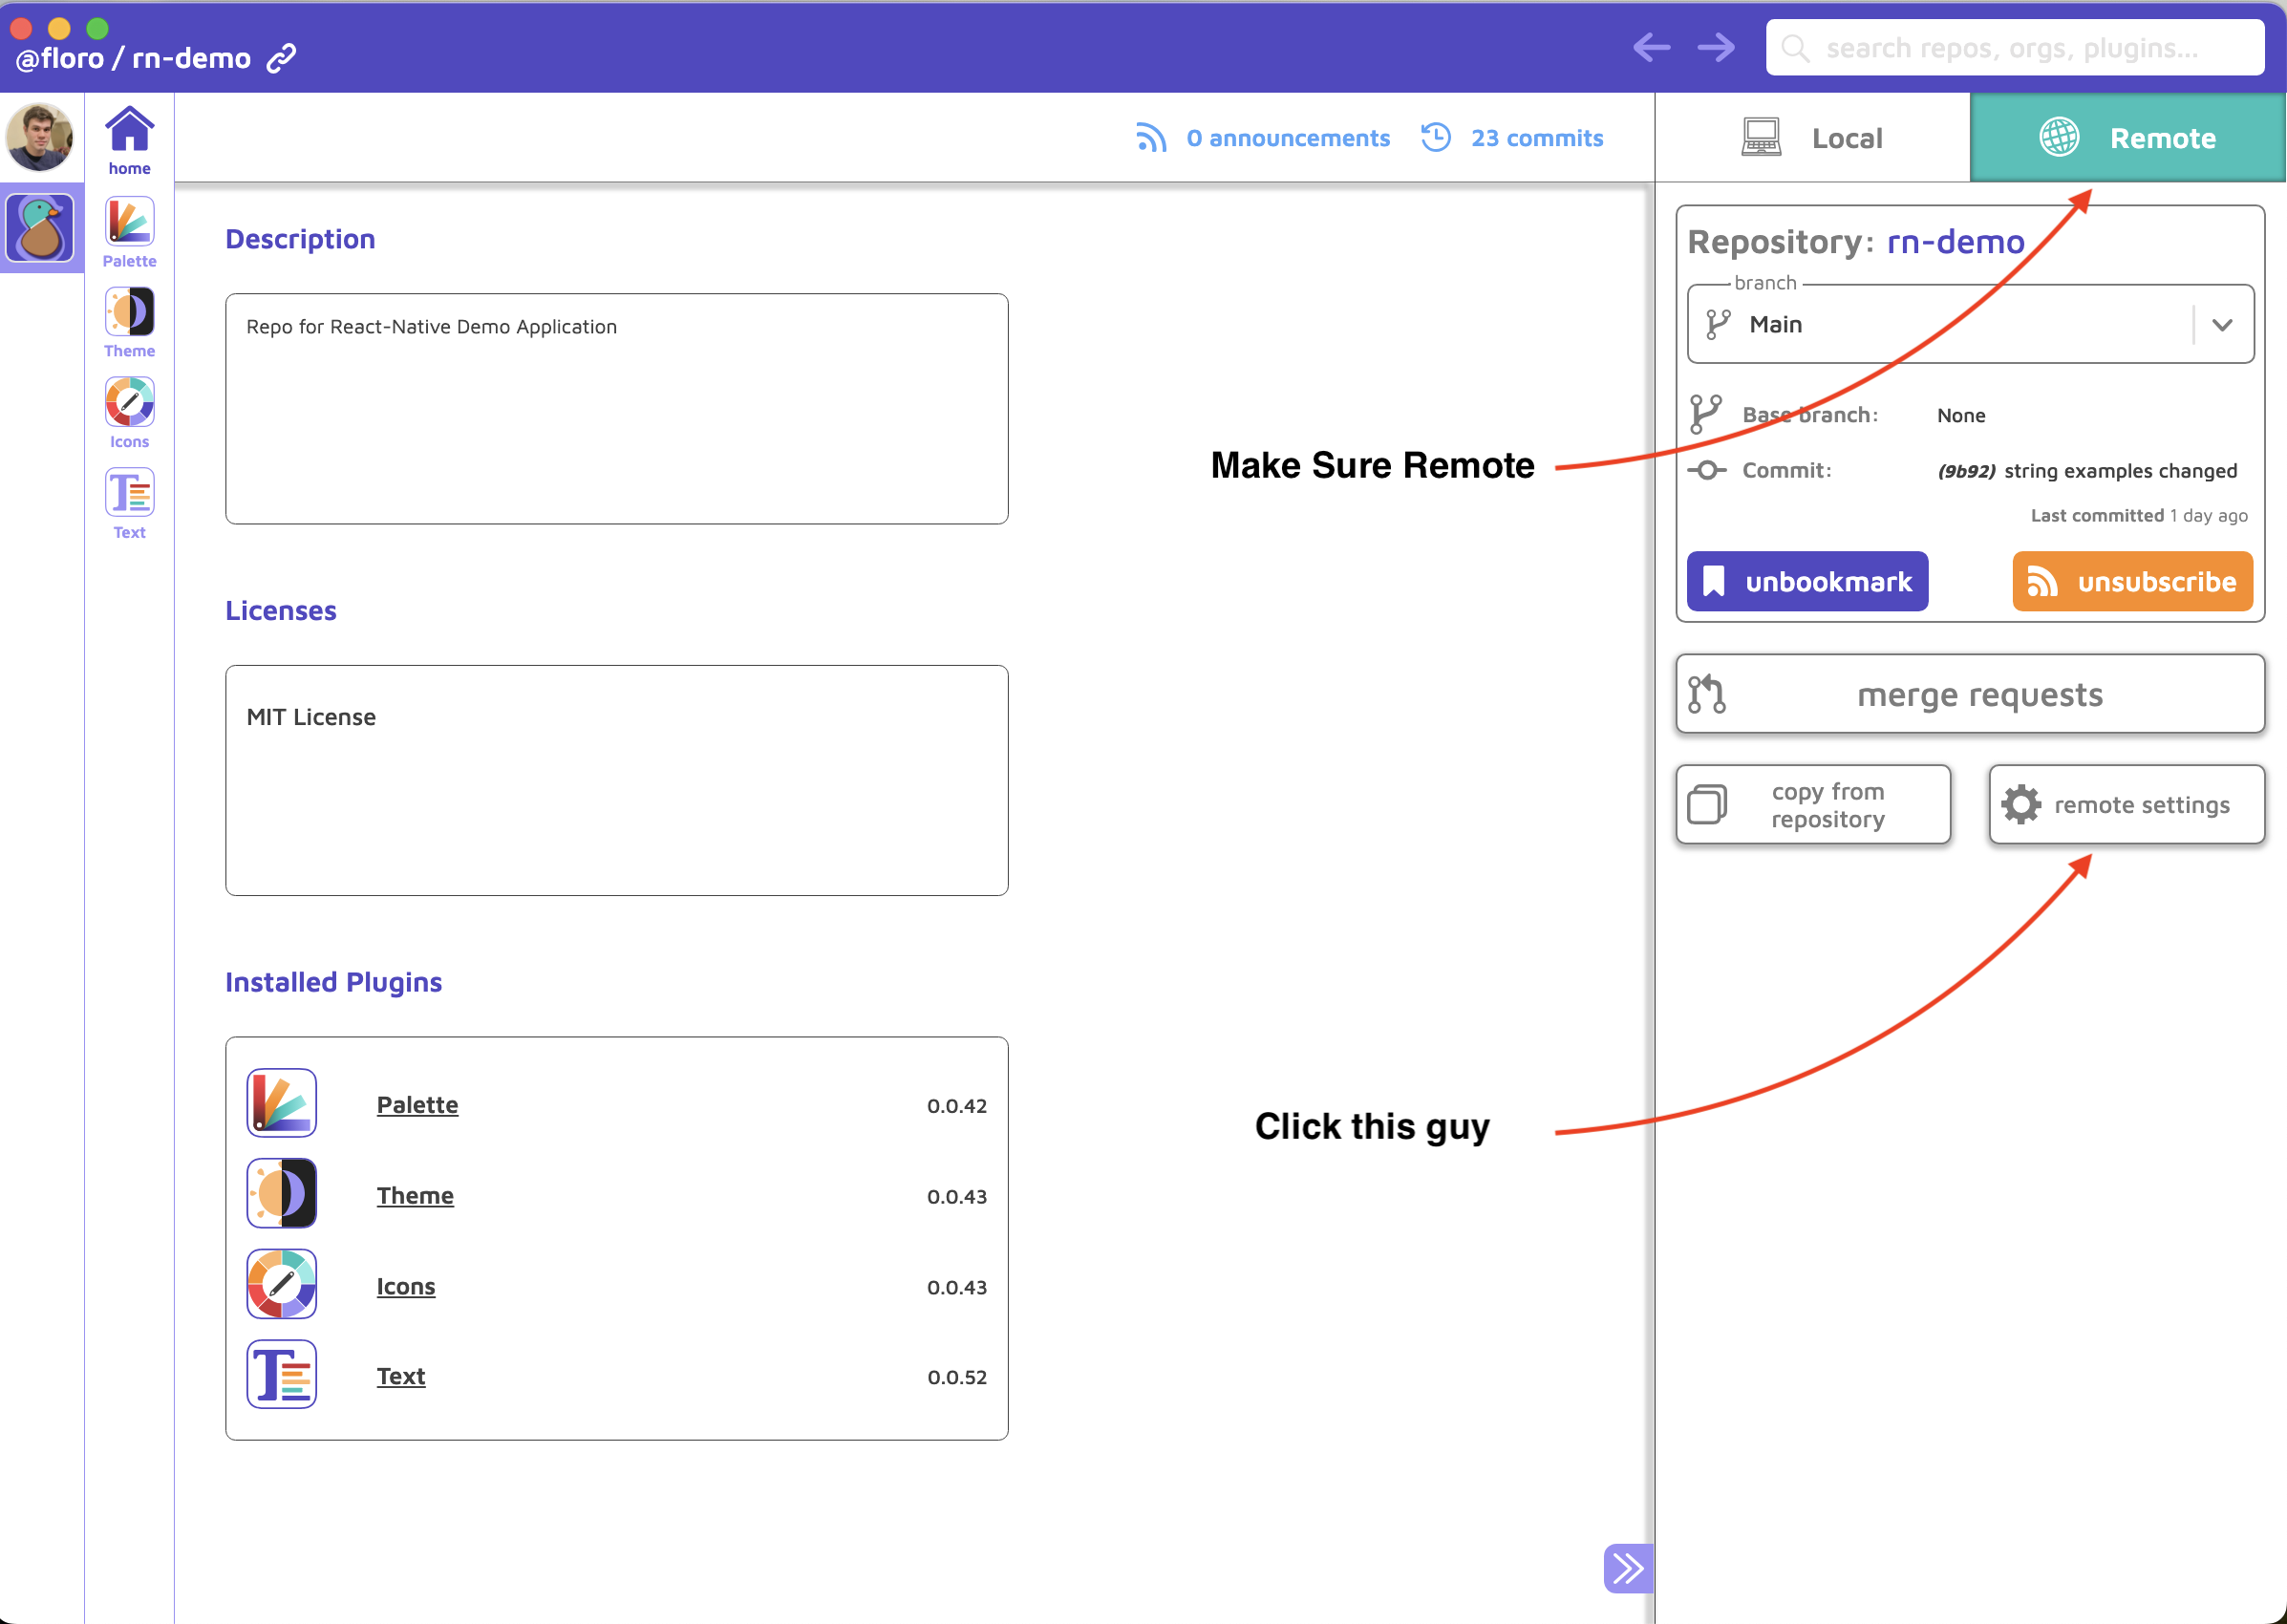 @floro / rn-demo
search repos, orgs, plugins...
home
Palette
Theme
Icons
Text
0 announcements
23 commits
Local
Remote
Description
Repo for React-Native Demo Application
Licenses
MIT License
Installed Plugins
Palette 0.0.42
Theme 0.0.43
Icons 0.0.43
Text 0.0.52
Make Sure Remote
Click this guy
Repository: rn-demo
branch
Main
Base branch: None
Commit: (9b92) string examples changed
Last committed 1 day ago
unbookmark
unsubscribe
merge requests
copy from
repository
remote settings